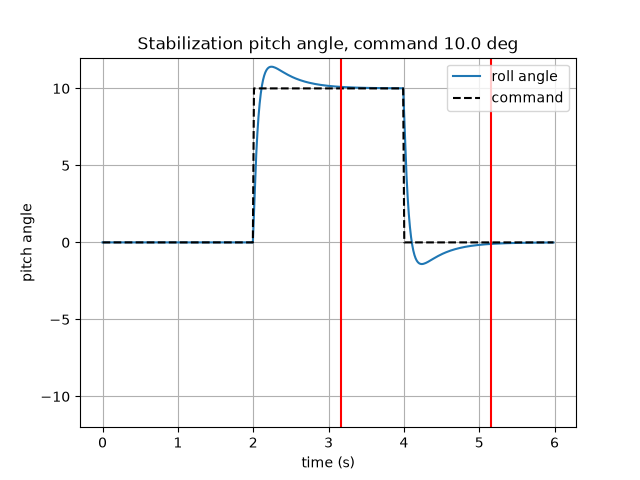 Stabilization pitch angle, command 10.0 deg
roll angle
command
pitch angle
10
5
0
−5
−10
0 1 2 3 4 5 6
time (s)